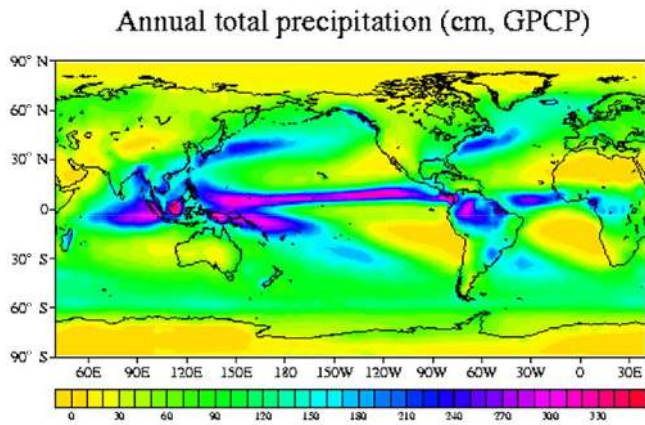 Annual total precipitation (cm, GPCP)
90° N
60° N
30° N
0
30° S
60° S
90° S
60E 90E 120E 150E 180 150W 120W 90W 60W 30W 0 30E
0 30 60 90 120 150 180 210 240 270 300 330